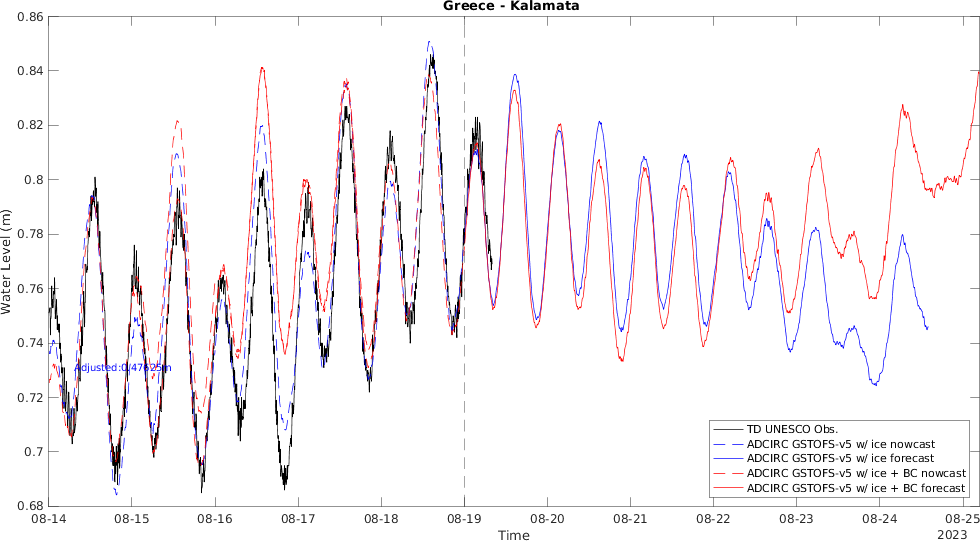 Greece - Kalamata
0.86
0.84
0.82
0.8
0.78
0.76
0.74
0.72
0.7
0.68
Water Level (m)
Adjusted:0.47625m
TD UNESCO Obs.
ADCIRC GSTOFS-v5 w/ ice nowcast
ADCIRC GSTOFS-v5 w/ ice forecast
ADCIRC GSTOFS-v5 w/ ice + BC nowcast
ADCIRC GSTOFS-v5 w/ ice + BC forecast
08-14 08-15 08-16 08-17 08-18 08-19 08-20 08-21 08-22 08-23 08-24 08-25
Time
2023